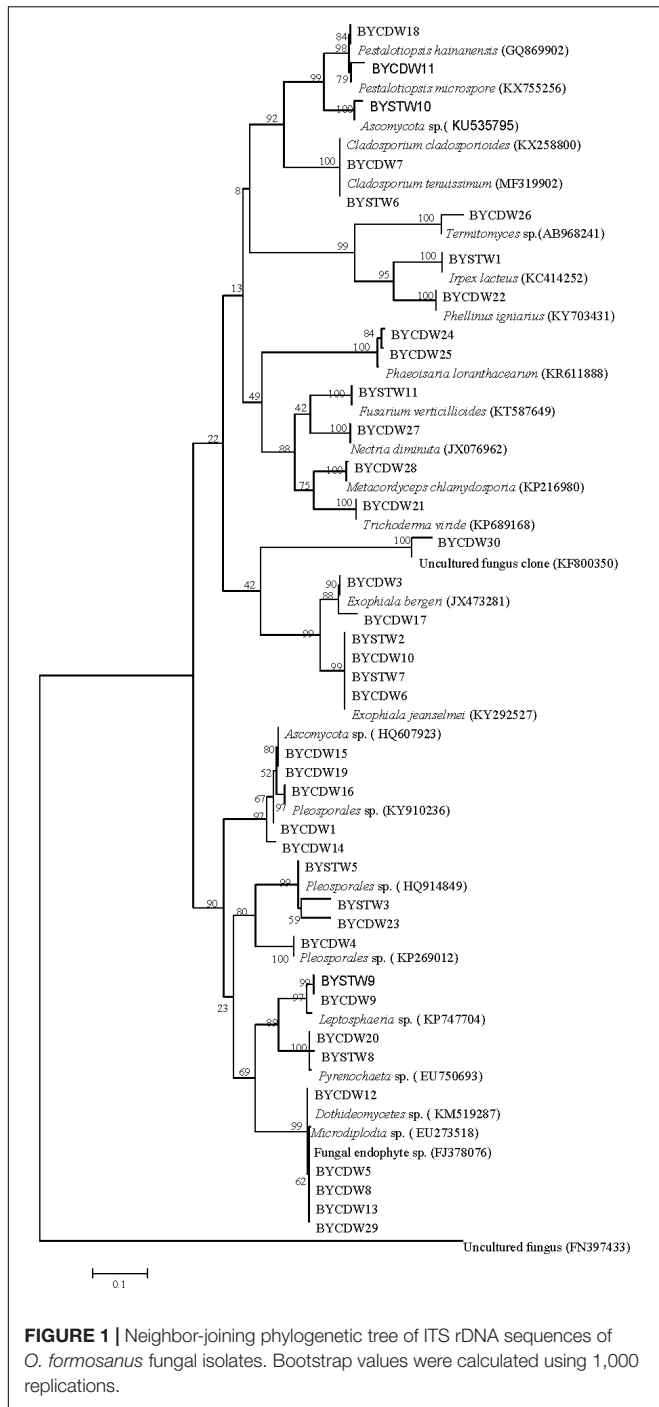 BYCDW18
84
98
Pestalotiopsis hainanensis (GQ869902)
BYCDW11
99
79
Pestalotiopsis microspore (KX755256)
BYSTW10
100
Ascomycota sp.( KU535795)
92
Cladosporium cladosporioides (KX258800)
100
BYCDW7
Cladosporium tenuissimum (MF319902)
8
BYSTW6
100
BYCDW26
Termitomyces sp.(AB968241)
99
100
BYSTW1
95
Irpex lacteus (KC414252)
13
100
BYCDW22
Phellinus igniarius (KY703431)
84
BYCDW24
100
BYCDW25
Phaeoisaria loranthacearum (KR611888)
49
100
BYSTW11
42
Fusarium verticillioides (KT587649)
22
100
BYCDW27
88
Nectria diminuta (JX076962)
100
BYCDW28
75
Metacordyceps chlamydosporia (KP216980)
100
BYCDW21
Trichoderma viride (KP689168)
100
BYCDW30
Uncultured fungus clone (KF800350)
42
90
BYCDW3
88
Exophiala bergeri (JX473281)
BYCDW17
99
BYSTW2
BYCDW10
99
BYSTW7
BYCDW6
Exophiala jeanselmei (KY292527)
Ascomycota sp. ( HQ607923)
80
BYCDW15
52
BYCDW19
67
BYCDW16
97
97
Pleosporales sp. (KY910236)
BYCDW1
BYCDW14
BYSTW5
99
Pleosporales sp. ( HQ914849)
90
80
BYSTW3
59
BYCDW23
BYCDW4
100
Pleosporales sp. ( KP269012)
99
BYSTW9
23
97
BYCDW9
89
Leptosphaeria sp. ( KP747704)
BYCDW20
100
BYSTW8
69
Pyrenochaeta sp. ( EU750693)
BYCDW12
Dothideomycetes sp. ( KM519287)
99
Microdiplodia sp. ( EU273518)
Fungal endophyte sp. (FJ378076)
62
BYCDW5
BYCDW8
BYCDW13
BYCDW29
Uncultured fungus (FN397433)
0.1
FIGURE 1 | Neighbor-joining phylogenetic tree of ITS rDNA sequences of
O. formosanus fungal isolates. Bootstrap values were calculated using 1,000
replications.